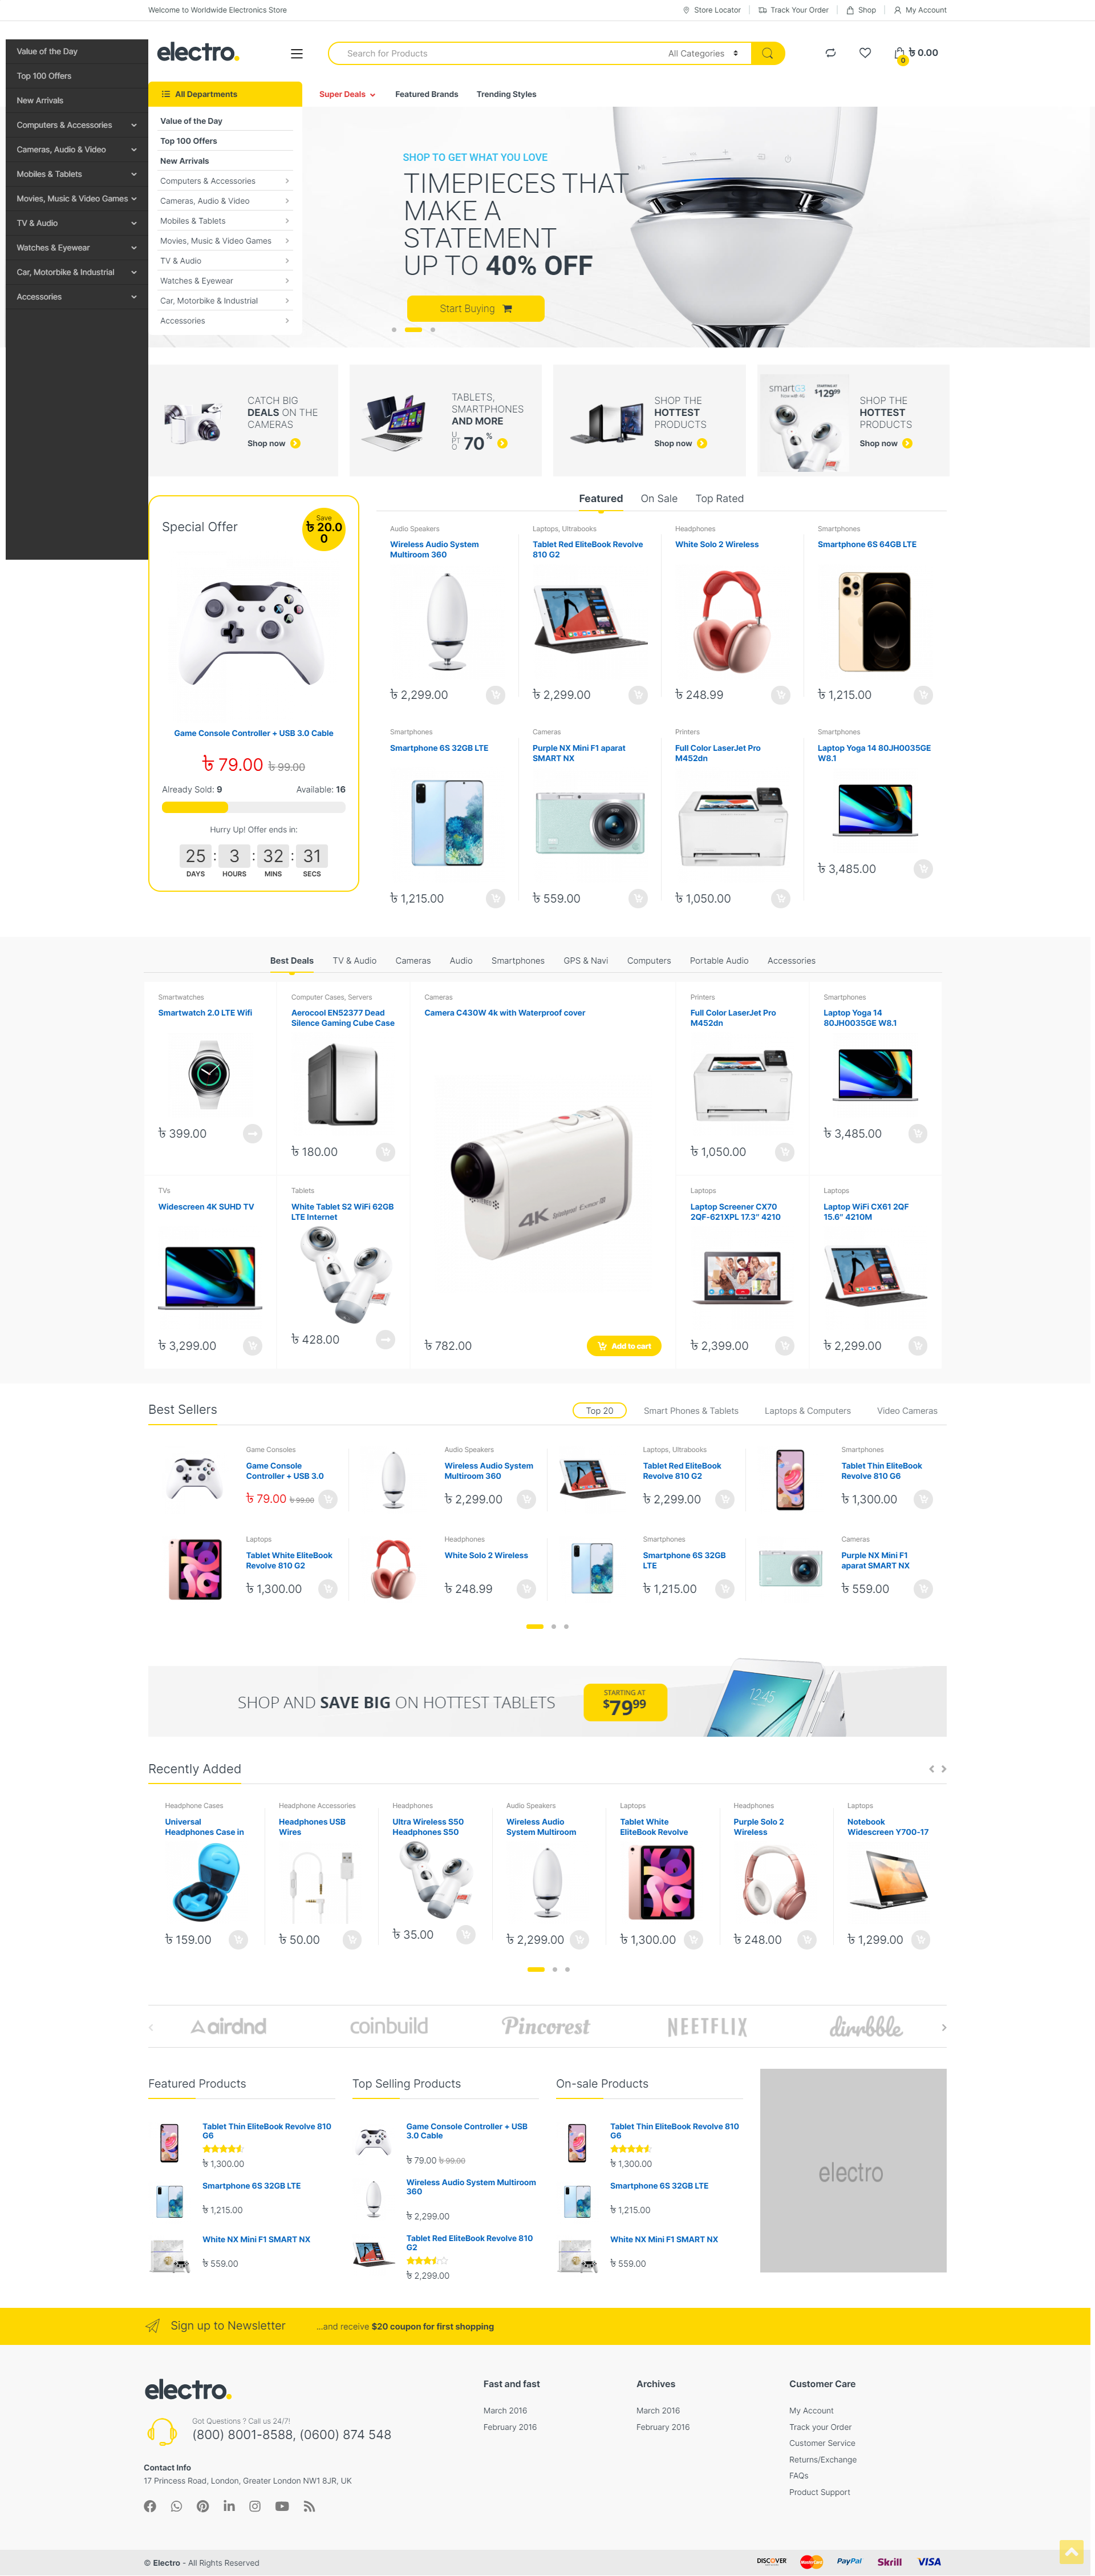 Welcome to Worldwide Electronics Store
Store Locator
Track Your Order
Shop
My Account
Value of the Day
Top 100 Offers
New Arrivals
Computers & Accessories
Cameras, Audio & Video
Mobiles & Tablets
Movies, Music & Video Games
TV & Audio
Watches & Eyewear
Car, Motorbike & Industrial
Accessories
electro.
Search for Products
All Categories
0
৳ 0.00
All Departments
Super Deals
Featured Brands
Trending Styles
Value of the Day
Top 100 Offers
New Arrivals
Computers & Accessories
Cameras, Audio & Video
Mobiles & Tablets
Movies, Music & Video Games
TV & Audio
Watches & Eyewear
Car, Motorbike & Industrial
Accessories
SHOP TO GET WHAT YOU LOVE
TIMEPIECES THAT
MAKE A
STATEMENT
UP TO 40% OFF
Start Buying
CATCH BIG
DEALS ON THE
CAMERAS
Shop now
TABLETS,
SMARTPHONES
AND MORE
UPTO 70%
SHOP THE
HOTTEST
PRODUCTS
Shop now
smartG3
STARTING AT
$129.99
SHOP THE
HOTTEST
PRODUCTS
Shop now
Special Offer
Save
৳ 20.0
0
Game Console Controller + USB 3.0 Cable
৳ 79.00 ৳ 99.00
Already Sold: 9
Available: 16
Hurry Up! Offer ends in:
25 : 3 : 32 : 31
DAYS HOURS MINS SECS
Featured
On Sale
Top Rated
Audio Speakers
Wireless Audio System
Multiroom 360
৳ 2,299.00
Laptops, Ultrabooks
Tablet Red EliteBook Revolve
810 G2
৳ 2,299.00
Headphones
White Solo 2 Wireless
৳ 248.99
Smartphones
Smartphone 6S 64GB LTE
৳ 1,215.00
Smartphones
Smartphone 6S 32GB LTE
৳ 1,215.00
Cameras
Purple NX Mini F1 aparat
SMART NX
৳ 559.00
Printers
Full Color LaserJet Pro
M452dn
৳ 1,050.00
Smartphones
Laptop Yoga 14 80JH0035GE
W8.1
৳ 3,485.00
Best Deals
TV & Audio
Cameras
Audio
Smartphones
GPS & Navi
Computers
Portable Audio
Accessories
Smartwatches
Smartwatch 2.0 LTE Wifi
৳ 399.00
Computer Cases, Servers
Aerocool EN52377 Dead
Silence Gaming Cube Case
৳ 180.00
Cameras
Camera C430W 4k with Waterproof cover
4K
৳ 782.00
Add to cart
Printers
Full Color LaserJet Pro
M452dn
৳ 1,050.00
Smartphones
Laptop Yoga 14
80JH0035GE W8.1
৳ 3,485.00
TVs
Widescreen 4K SUHD TV
৳ 3,299.00
Tablets
White Tablet S2 WiFi 62GB
LTE Internet
৳ 428.00
Laptops
Laptop Screener CX70
2QF-621XPL 17.3″ 4210
৳ 2,399.00
Laptops
Laptop WiFi CX61 2QF
15.6″ 4210M
৳ 2,299.00
Best Sellers
Top 20
Smart Phones & Tablets
Laptops & Computers
Video Cameras
Game Consoles
Game Console
Controller + USB 3.0
৳ 79.00 ৳ 99.00
Audio Speakers
Wireless Audio System
Multiroom 360
৳ 2,299.00
Laptops, Ultrabooks
Tablet Red EliteBook
Revolve 810 G2
৳ 2,299.00
Smartphones
Tablet Thin EliteBook
Revolve 810 G6
৳ 1,300.00
Laptops
Tablet White EliteBook
Revolve 810 G2
৳ 1,300.00
Headphones
White Solo 2 Wireless
৳ 248.99
Smartphones
Smartphone 6S 32GB
LTE
৳ 1,215.00
Cameras
Purple NX Mini F1
aparat SMART NX
৳ 559.00
SHOP AND SAVE BIG ON HOTTEST TABLETS
STARTING AT
$79.99
12:45
Recently Added
Headphone Cases
Universal
Headphones Case in
৳ 159.00
Headphone Accessories
Headphones USB
Wires
৳ 50.00
Headphones
Ultra Wireless S50
Headphones S50
৳ 35.00
Audio Speakers
Wireless Audio
System Multiroom
৳ 2,299.00
Laptops
Tablet White
EliteBook Revolve
৳ 1,300.00
Headphones
Purple Solo 2
Wireless
৳ 248.00
Laptops
Notebook
Widescreen Y700-17
৳ 1,299.00
airdnd
coinbuild
Pincorest
NEETFLIX
dirrbble
Featured Products
Tablet Thin EliteBook Revolve 810
G6
৳ 1,300.00
Smartphone 6S 32GB LTE
৳ 1,215.00
White NX Mini F1 SMART NX
৳ 559.00
Top Selling Products
Game Console Controller + USB
3.0 Cable
৳ 79.00 ৳ 99.00
Wireless Audio System Multiroom
360
৳ 2,299.00
Tablet Red EliteBook Revolve 810
G2
৳ 2,299.00
On-sale Products
Tablet Thin EliteBook Revolve 810
G6
৳ 1,300.00
Smartphone 6S 32GB LTE
৳ 1,215.00
White NX Mini F1 SMART NX
৳ 559.00
electro
Sign up to Newsletter
...and receive $20 coupon for first shopping
electro.
Got Questions ? Call us 24/7!
(800) 8001-8588, (0600) 874 548
Contact Info
17 Princess Road, London, Greater London NW1 8JR, UK
Fast and fast
March 2016
February 2016
Archives
March 2016
February 2016
Customer Care
My Account
Track your Order
Customer Service
Returns/Exchange
FAQs
Product Support
© Electro - All Rights Reserved
DISCOVER
MasterCard
PayPal
Skrill
VISA